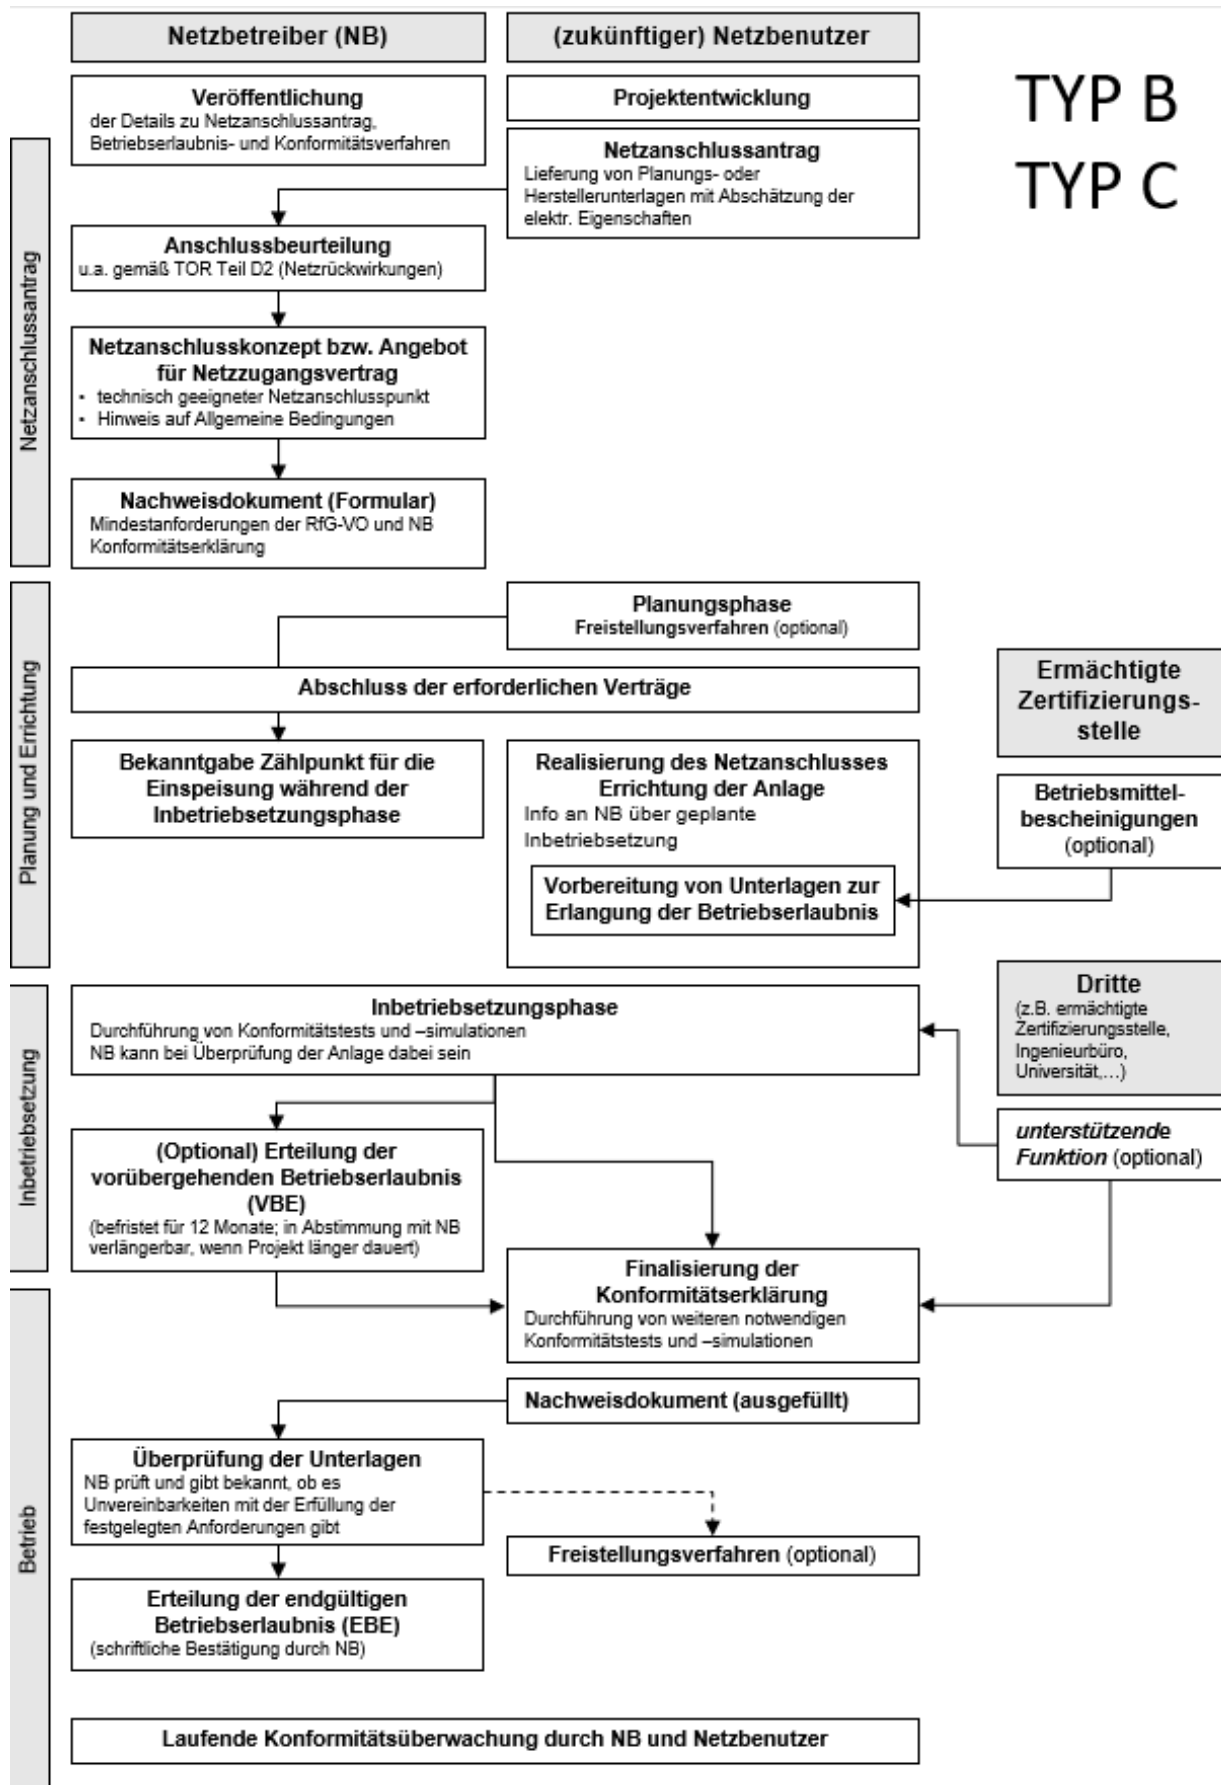 Netzbetreiber (NB)
(zukünftiger) Netzbenutzer
TYP B
TYP C
Veröffentlichung
der Details zu Netzanschlussantrag,
Betriebserlaubnis- und Konformitätsverfahren
Projektentwicklung
Netzanschlussantrag
Lieferung von Planungs- oder
Herstellerunterlagen mit Abschätzung der
elektr. Eigenschaften
Netzanschlussantrag
Anschlussbeurteilung
u.a. gemäß TOR Teil D2 (Netzrückwirkungen)
Netzanschlusskonzept bzw. Angebot
für Netzzugangsvertrag
• technisch geeigneter Netzanschlusspunkt
• Hinweis auf Allgemeine Bedingungen
Nachweisdokument (Formular)
Mindestanforderungen der RfG-VO und NB
Konformitätserklärung
Planung und Errichtung
Planungsphase
Freistellungsverfahren (optional)
Abschluss der erforderlichen Verträge
Ermächtigte
Zertifizierungs-
stelle
Bekanntgabe Zählpunkt für die
Einspeisung während der
Inbetriebsetzungsphase
Realisierung des Netzanschlusses
Errichtung der Anlage
Info an NB über geplante
Inbetriebsetzung
Vorbereitung von Unterlagen zur
Erlangung der Betriebserlaubnis
Betriebsmittel-
bescheinigungen
(optional)
Inbetriebsetzung
Inbetriebsetzungsphase
Durchführung von Konformitätstests und –simulationen
NB kann bei Überprüfung der Anlage dabei sein
Dritte
(z.B. ermächtigte
Zertifizierungsstelle,
Ingenieurbüro,
Universität,...)
unterstützende
Funktion (optional)
(Optional) Erteilung der
vorübergehenden Betriebserlaubnis
(VBE)
(befristet für 12 Monate; in Abstimmung mit NB
verlängerbar, wenn Projekt länger dauert)
Finalisierung der
Konformitätserklärung
Durchführung von weiteren notwendigen
Konformitätstests und –simulationen
Betrieb
Nachweisdokument (ausgefüllt)
Überprüfung der Unterlagen
NB prüft und gibt bekannt, ob es
Unvereinbarkeiten mit der Erfüllung der
festgelegten Anforderungen gibt
Freistellungsverfahren (optional)
Erteilung der endgültigen
Betriebserlaubnis (EBE)
(schriftliche Bestätigung durch NB)
Laufende Konformitätsüberwachung durch NB und Netzbenutzer